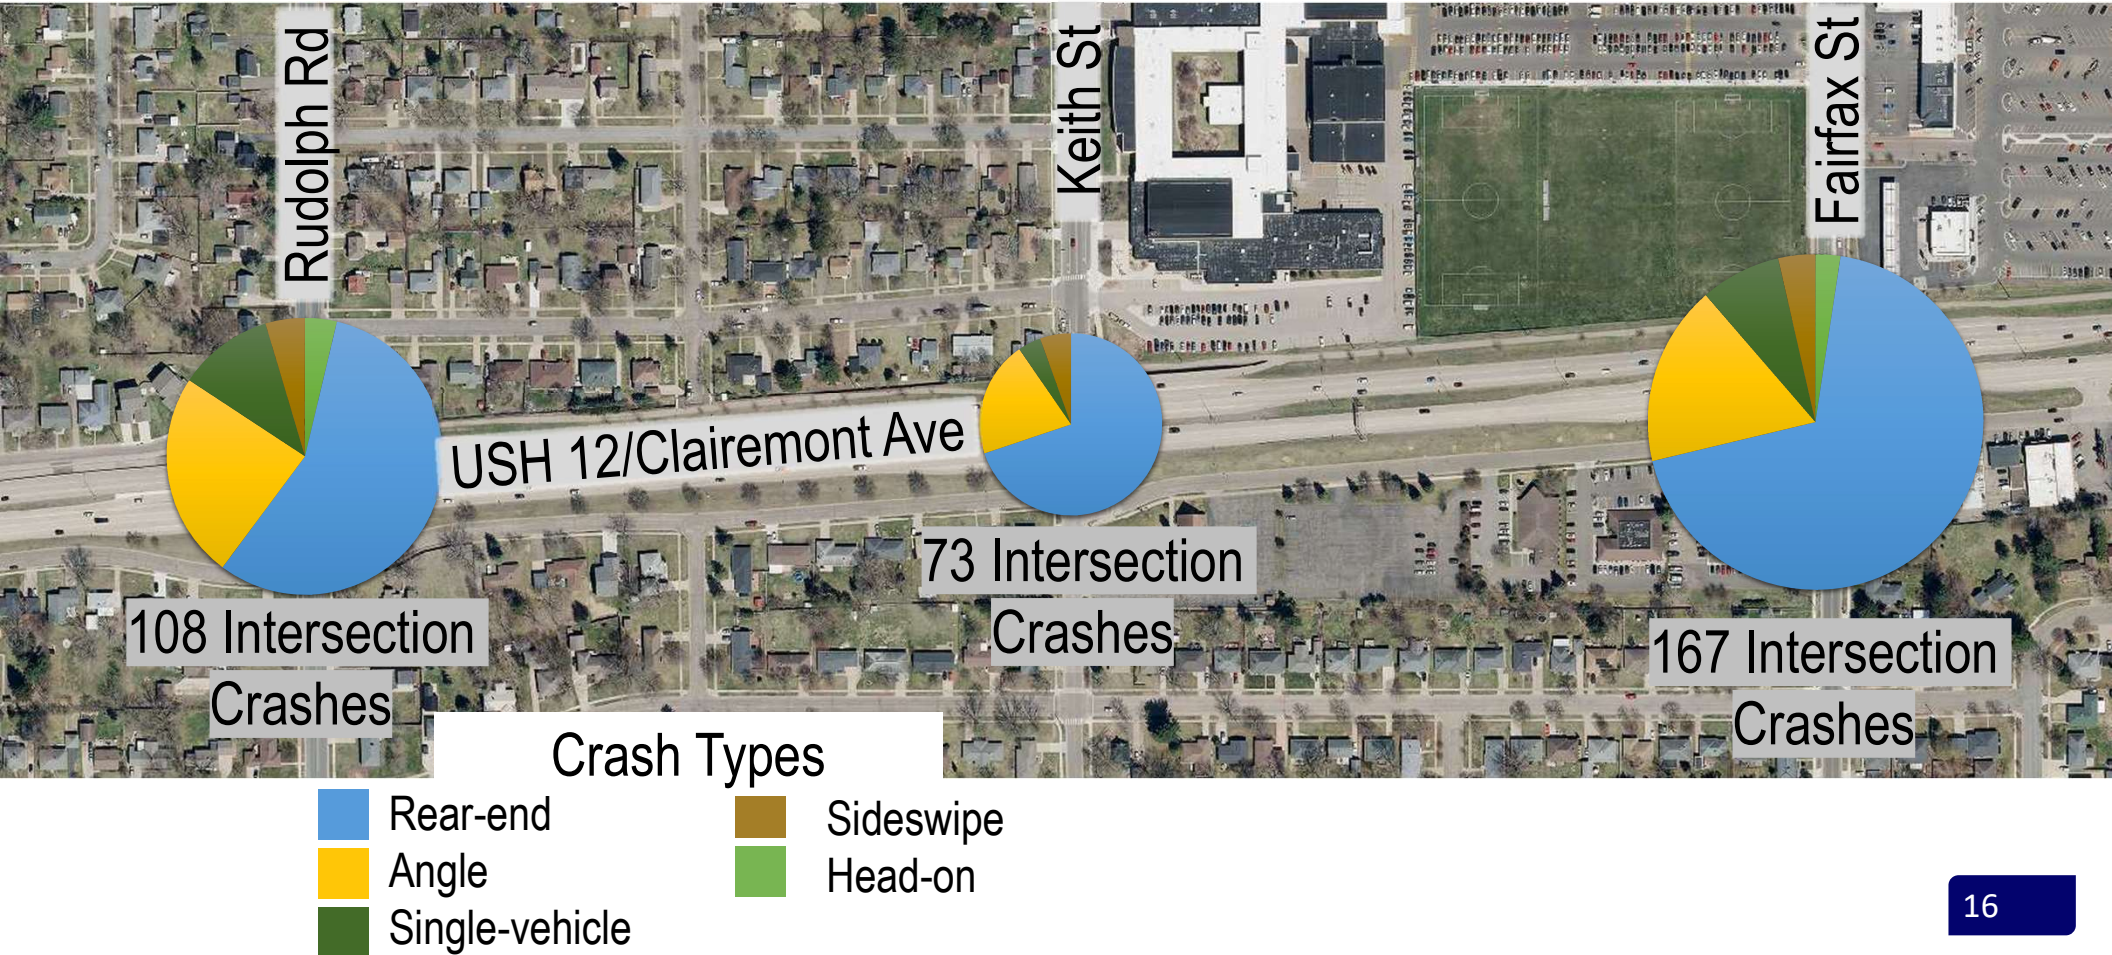 Rudolph Rd
Keith St
Fairfax St
USH 12/Clairemont Ave
108 Intersection
Crashes
73 Intersection
Crashes
167 Intersection
Crashes
Crash Types
Rear-end
Angle
Single-vehicle
Sideswipe
Head-on
16